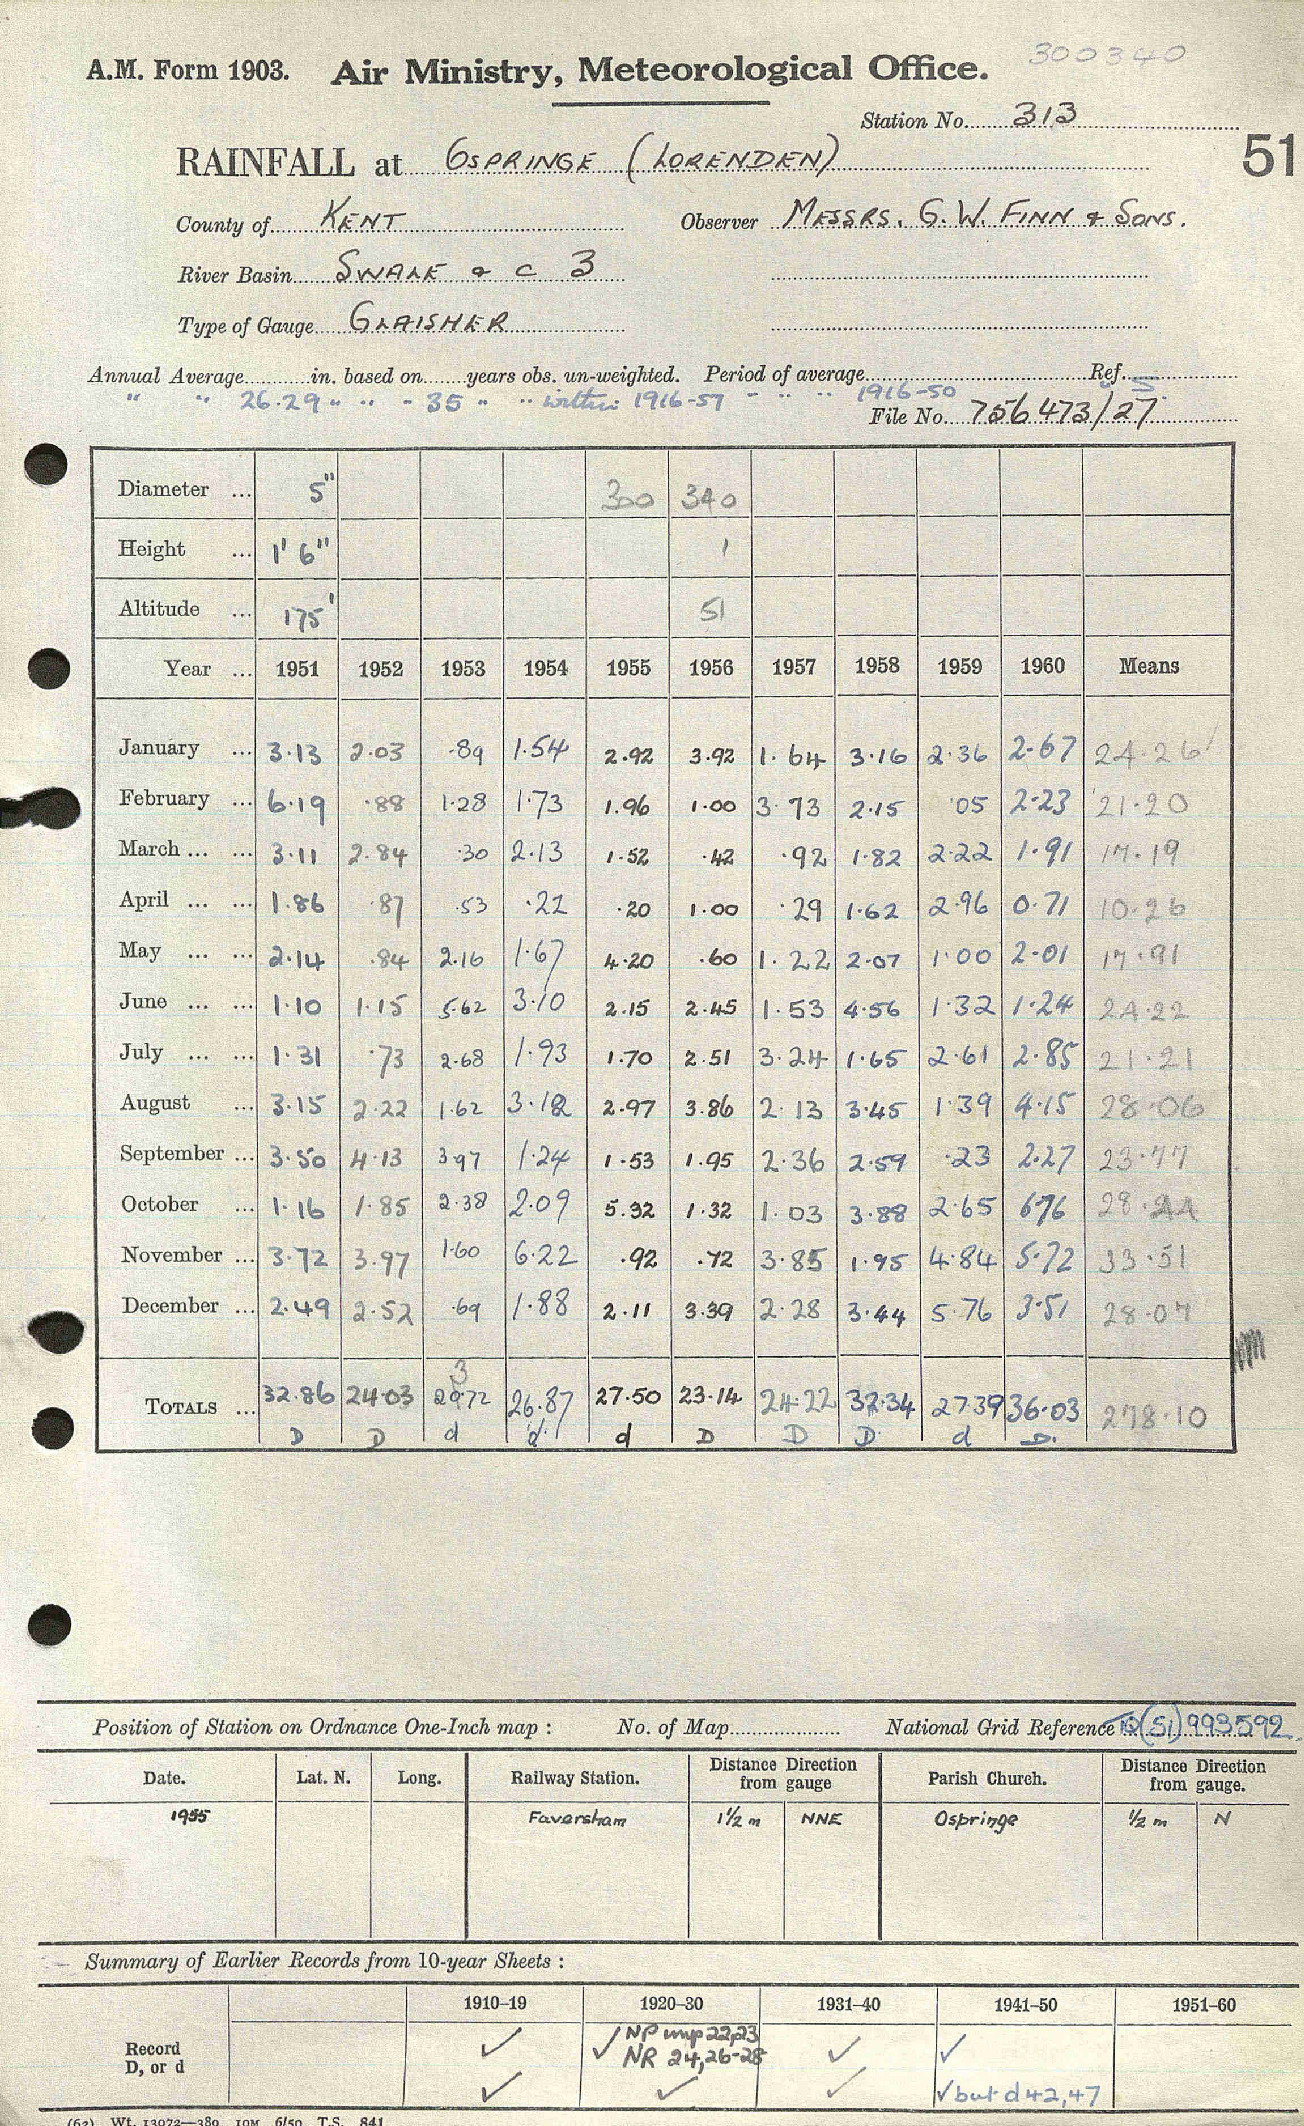 300340
A.M. Form 1903. Air Ministry, Meteorological Office.
Station No. 313
51
RAINFALL at OSPRINGE (LORENDEN)
County of KENT Observer MESSRS. G.W. FINN & SONS.
River Basin SWALE & C 3
Type of Gauge GLAISHER
Annual Average in. based on years obs. un-weighted. Period of average Ref. S.
" " 26.29 " " - 35 " " within 1916-57 - " " 1916-50
File No. 756473/27
Diameter ... 5" 300 340
Height ... 1' 6" 1
Altitude ... 175' 51
Year ... 1951 1952 1953 1954 1955 1956 1957 1958 1959 1960 Means
January ... 3.13 2.03 .89 1.54 2.92 3.92 1.64 3.16 2.36 2.67 24.26
February ... 6.19 .88 1.28 1.73 1.96 1.00 3.73 2.15 .05 2.23 21.20
March ... ... 3.11 2.84 .30 2.13 1.52 .42 .92 1.82 2.22 1.91 17.19
April ... ... 1.86 .87 .53 .22 .20 1.00 .29 1.62 2.96 0.71 10.26
May ... ... 2.14 .84 2.16 1.67 4.20 .60 1.22 2.07 1.00 2.01 17.91
June ... ... 1.10 1.15 5.62 3.10 2.15 2.45 1.53 4.56 1.32 1.24 24.22
July ... ... 1.31 .73 2.68 1.93 1.70 2.51 3.24 1.65 2.61 2.85 21.21
August ... 3.15 2.22 1.62 3.12 2.97 3.86 2.13 3.45 1.39 4.15 28.06
September ... 3.50 4.13 3.97 1.24 1.53 1.95 2.36 2.59 .23 2.27 23.77
October ... 1.16 1.85 2.38 2.09 5.32 1.32 1.03 3.88 2.65 6.76 28.44
November ... 3.72 3.97 1.60 6.22 .92 .72 3.85 1.95 4.84 5.72 33.51
December ... 2.49 2.52 .69 1.88 2.11 3.39 2.28 3.44 5.76 3.51 28.07
3
TOTALS ... 32.86 24.03 26.87 27.50 23.14 24.22 32.34 27.39 36.03 278.10
D D d d d D D D d D.
Position of Station on Ordnance One-Inch map : No. of Map National Grid Reference (51) 993592
Date. Lat. N. Long. Railway Station. Distance from gauge Direction Parish Church. Distance from gauge. Direction
1955 Faversham 1½ m NNE Ospringe ½ m N
Summary of Earlier Records from 10-year Sheets :
1910–19 1920–30 1931–40 1941–50 1951–60
Record ✓ ✓ NP imp 22,23 ✓ ✓
D, or d NR 24,26-28
✓ ✓ ✓ ✓ but d 42,47
(62) Wt. 13072—389 10M 6/50 T.S. 841